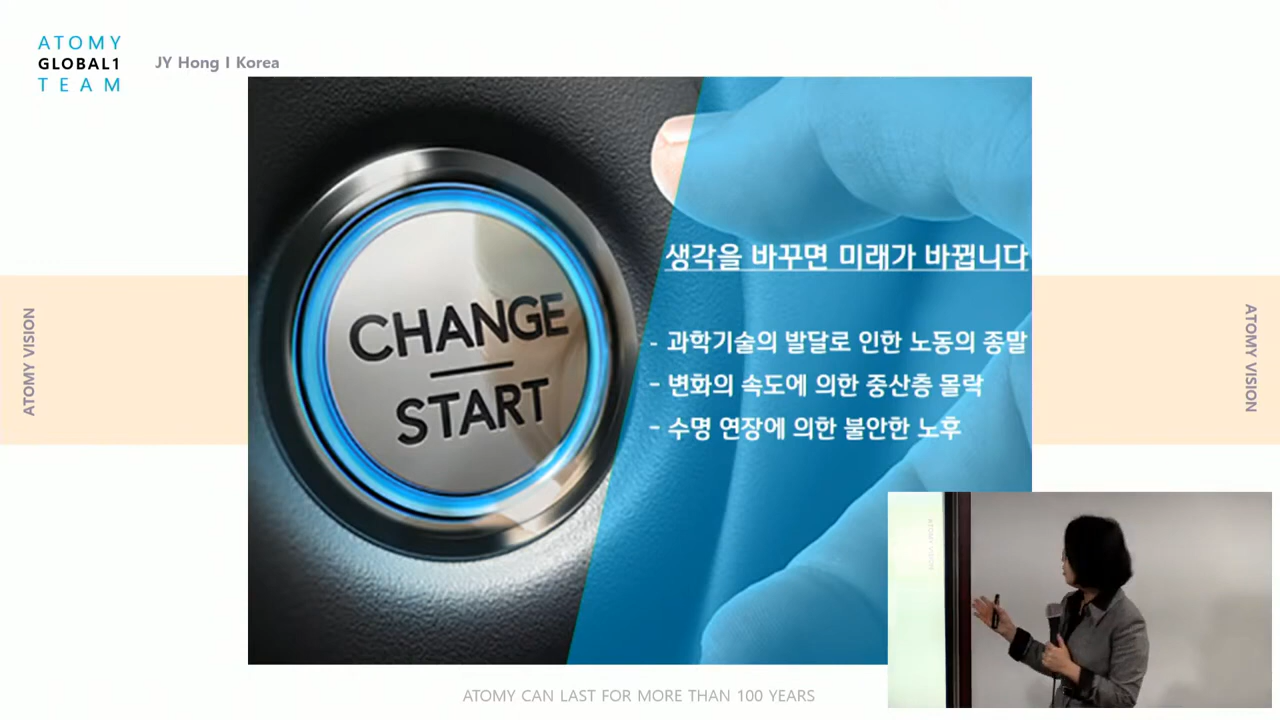 ATOMY
GLOBAL1
TEAM
JY Hong I Korea
CHANGE
START
생각을 바꾸면 미래가 바뀝니다
- 과학기술의 발달로 인한 노동의 종말
- 변화의 속도에 의한 중산층 몰락
- 수명 연장에 의한 불안한 노후
ATOMY VISION
ATOMY VISION
ATOMY VISION
ATOMY CAN LAST FOR MORE THAN 100 YEARS